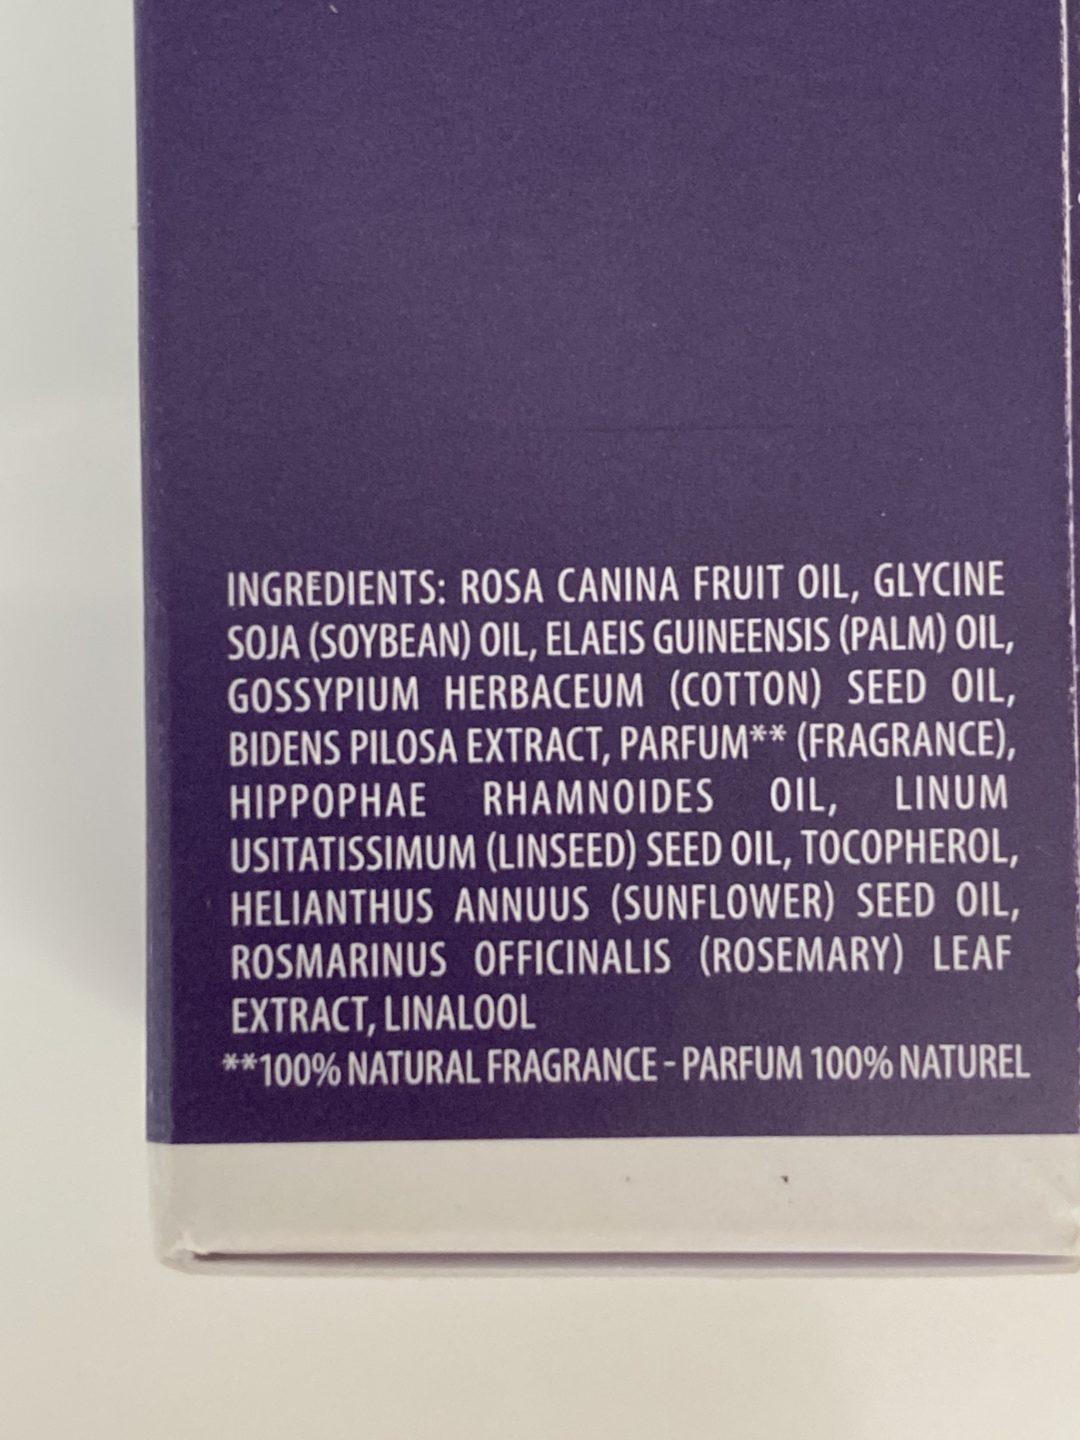 INGREDIENTS: ROSA CANINA FRUIT OIL, GLYCINE
SOJA (SOYBEAN) OIL, ELAEIS GUINEENSIS (PALM) OIL,
GOSSYPIUM HERBACEUM (COTTON) SEED OIL,
BIDENS PILOSA EXTRACT, PARFUM** (FRAGRANCE),
HIPPOPHAE RHAMNOIDES OIL, LINUM
USITATISSIMUM (LINSEED) SEED OIL, TOCOPHEROL,
HELIANTHUS ANNUUS (SUNFLOWER) SEED OIL,
ROSMARINUS OFFICINALIS (ROSEMARY) LEAF
EXTRACT, LINALOOL
**100% NATURAL FRAGRANCE - PARFUM 100% NATUREL